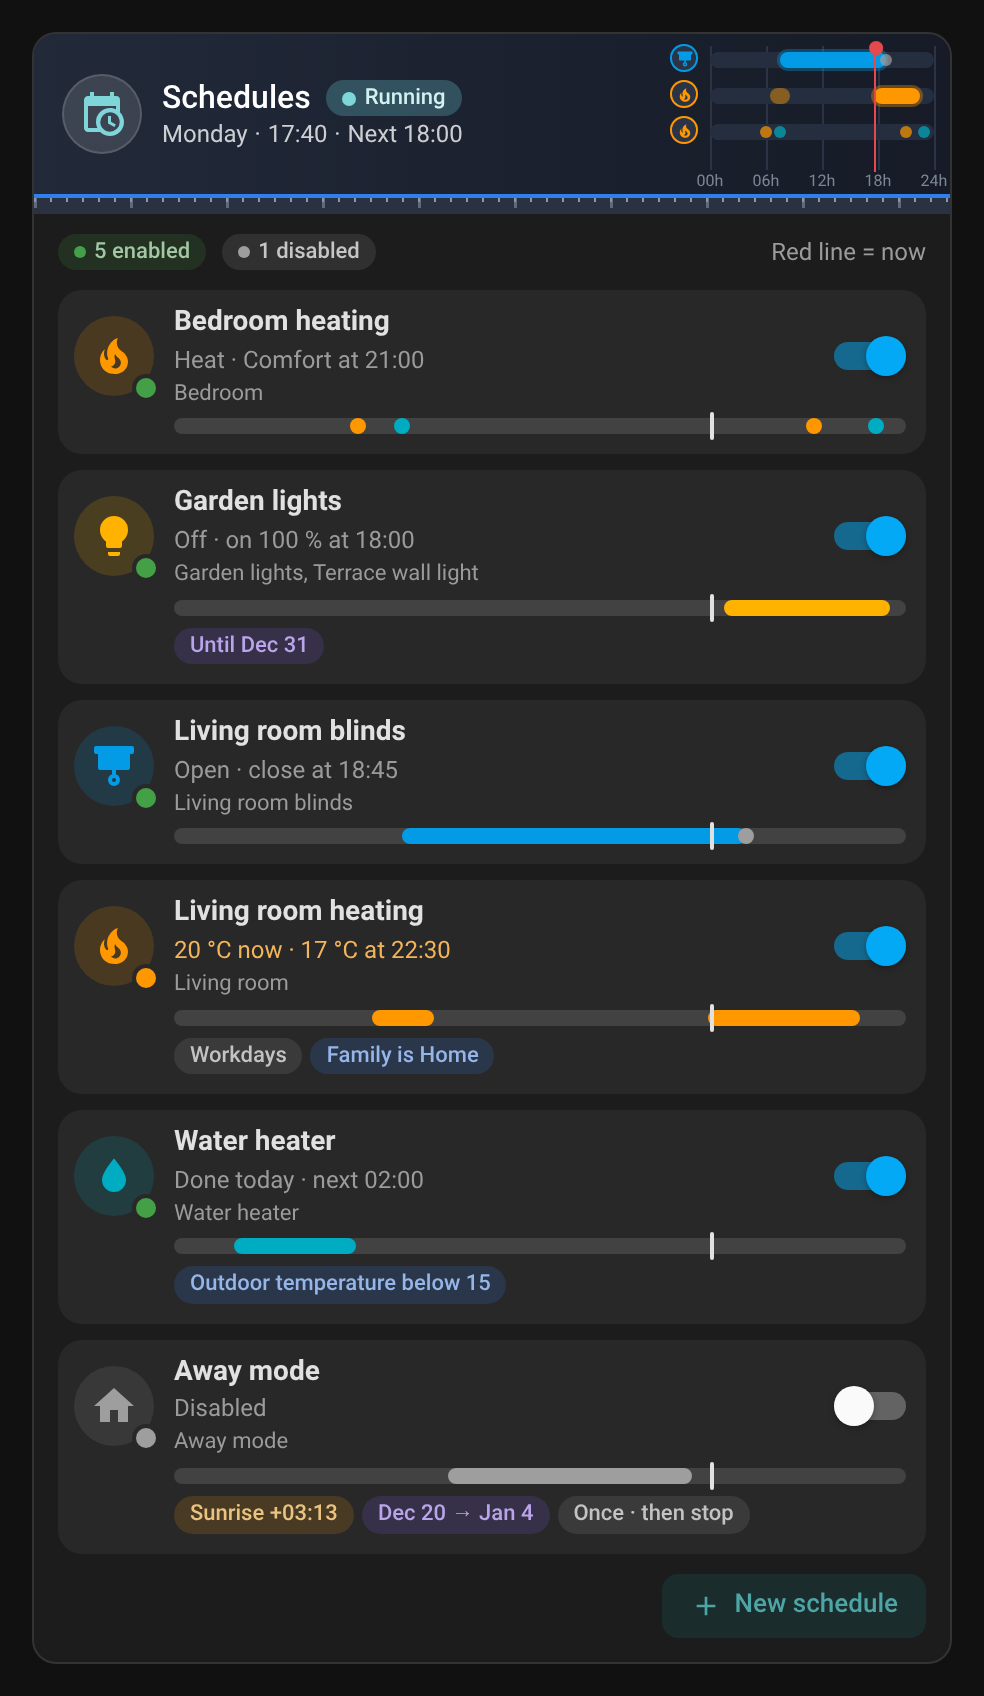 Schedules
Running
Monday · 17:40 · Next 18:00
00h 06h 12h 18h 24h
5 enabled
1 disabled
Red line = now
Bedroom heating
Heat · Comfort at 21:00
Bedroom
Garden lights
Off · on 100 % at 18:00
Garden lights, Terrace wall light
Until Dec 31
Living room blinds
Open · close at 18:45
Living room blinds
Living room heating
20 °C now · 17 °C at 22:30
Living room
Workdays
Family is Home
Water heater
Done today · next 02:00
Water heater
Outdoor temperature below 15
Away mode
Disabled
Away mode
Sunrise +03:13
Dec 20 → Jan 4
Once · then stop
+ New schedule